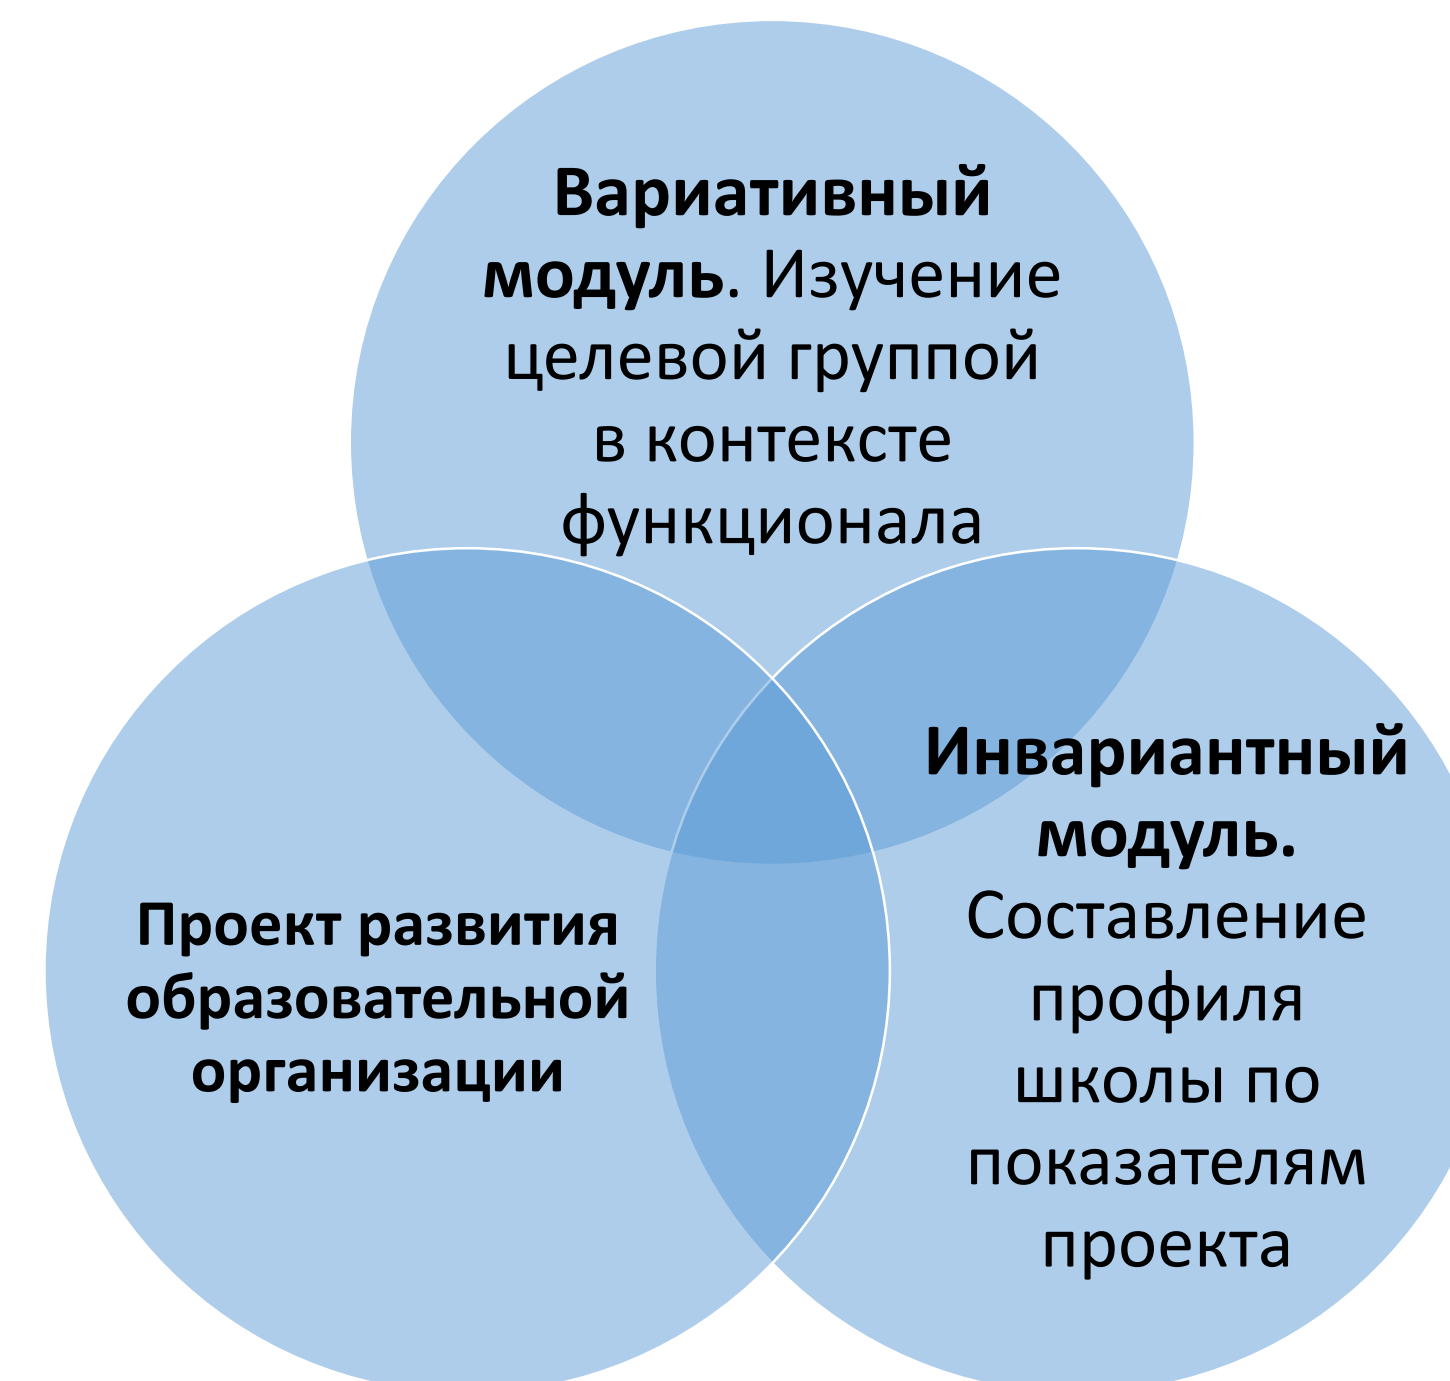 Вариативный
модуль. Изучение
целевой группой
в контексте
функционала
Инвариантный
модуль.
Составление
профиля
школы по
показателям
проекта
Проект развития
образовательной
организации